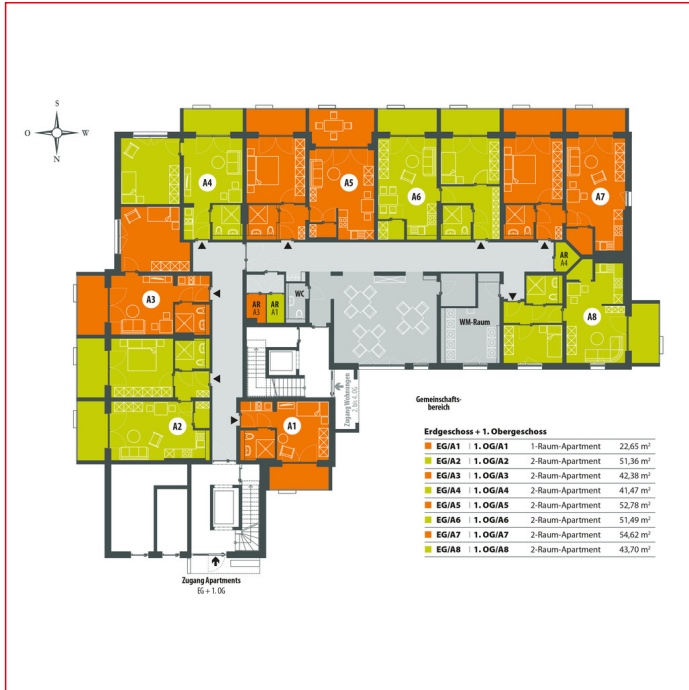 S
O W
N
A4
A5
A6
A7
A3
AR
A3
AR
A1
WC
WM-Raum
AR
A4
A8
A2
A1
Zugang Wohnungen
2. bis 4. OG
Zugang Apartments
EG + 1. OG
Gemeinschafts-
bereich
Erdgeschoss + 1. Obergeschoss
EG/A1 | 1. OG/A1 1-Raum-Apartment 22,65 m²
EG/A2 | 1. OG/A2 2-Raum-Apartment 51,36 m²
EG/A3 | 1. OG/A3 2-Raum-Apartment 42,38 m²
EG/A4 | 1. OG/A4 2-Raum-Apartment 41,47 m²
EG/A5 | 1. OG/A5 2-Raum-Apartment 52,78 m²
EG/A6 | 1. OG/A6 2-Raum-Apartment 51,49 m²
EG/A7 | 1. OG/A7 2-Raum-Apartment 54,62 m²
EG/A8 | 1. OG/A8 2-Raum-Apartment 43,70 m²